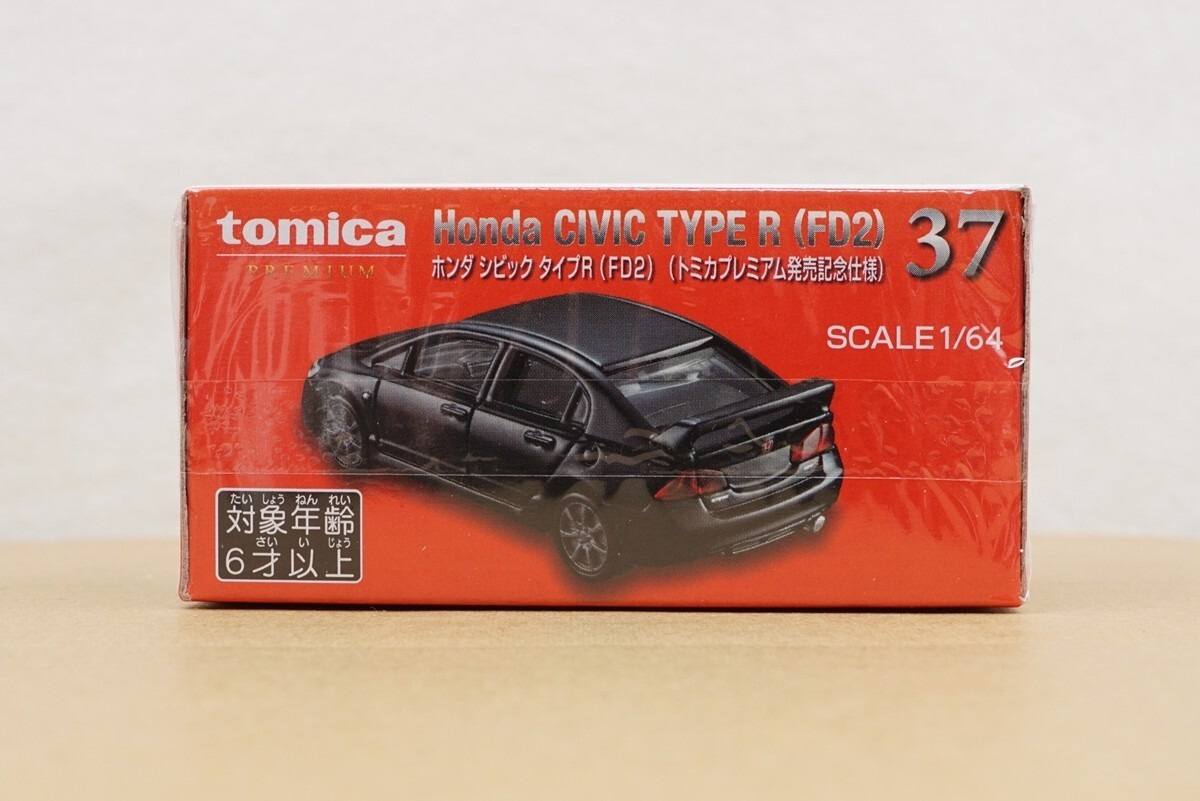 tomica
PREMIUM
Honda CIVIC TYPE R (FD2)
ホンダ シビック タイプR(FD2) (トミカプレミアム発売記念仕様)
37
SCALE 1/64
たい しょう ねん れい
対象年齢
さい い じょう
6才以上